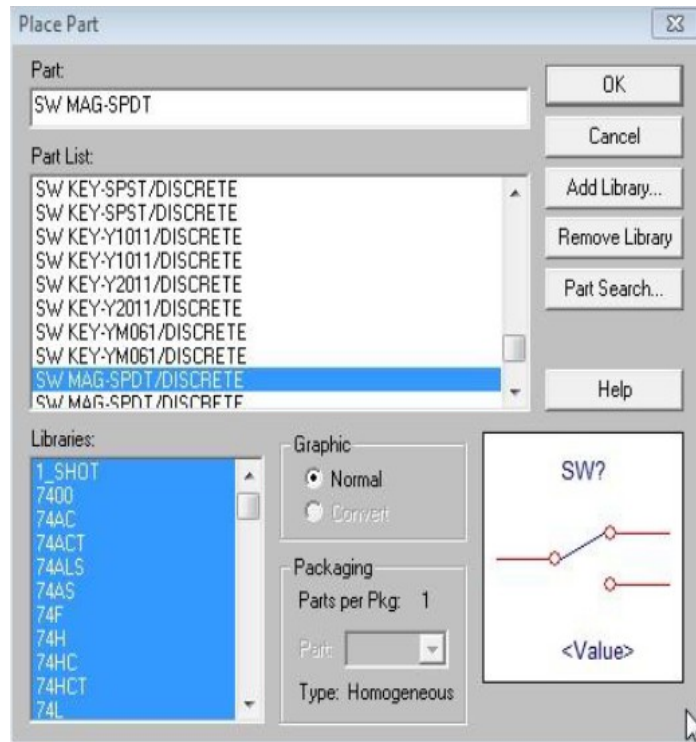 Place Part
Part:
SW MAG-SPDT
OK
Cancel
Part List:
SW KEY-SPST/DISCRETE
SW KEY-SPST/DISCRETE
SW KEY-Y1011/DISCRETE
SW KEY-Y1011/DISCRETE
SW KEY-Y2011/DISCRETE
SW KEY-Y2011/DISCRETE
SW KEY-YM061/DISCRETE
SW KEY-YM061/DISCRETE
SW MAG-SPDT/DISCRETE
SW MAG-SPDT/DISCRETE
Add Library...
Remove Library
Part Search...
Help
Libraries:
1_SHOT
7400
74AC
74ACT
74ALS
74AS
74F
74H
74HC
74HCT
74L
Graphic
Normal
Convert
Packaging
Parts per Pkg: 1
Part:
Type: Homogeneous
SW?
<Value>